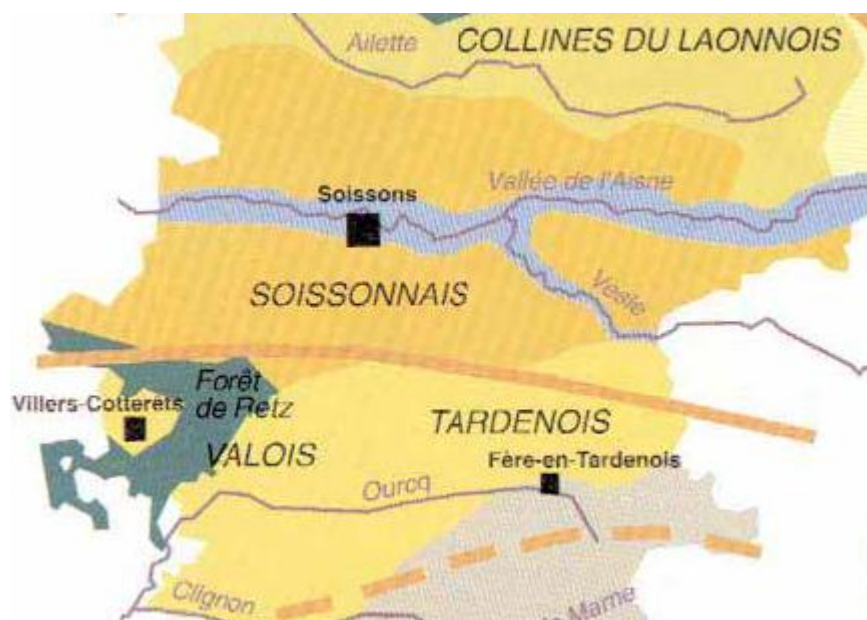 Ailette
COLLINES DU LAONNOIS
Soissons
Vallée de l'Aisne
SOISSONNAIS
Vesle
Forêt
de Retz
Villers-Cotterêts
TARDENOIS
VALOIS
Fère-en-Tardenois
Ourcq
Clignon
Marne